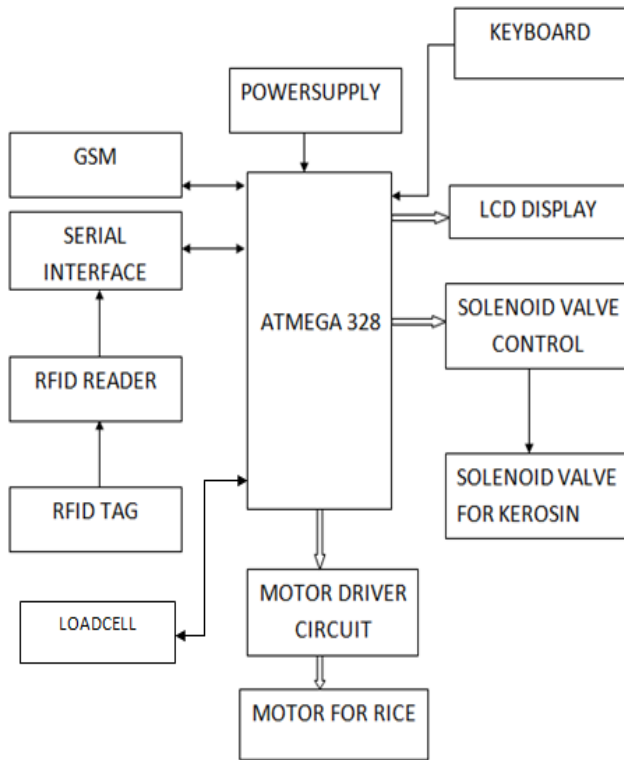 KEYBOARD
POWERSUPPLY
GSM
SERIAL
INTERFACE
LCD DISPLAY
ATMEGA 328
SOLENOID VALVE
CONTROL
RFID READER
RFID TAG
SOLENOID VALVE
FOR KEROSIN
LOADCELL
MOTOR DRIVER
CIRCUIT
MOTOR FOR RICE